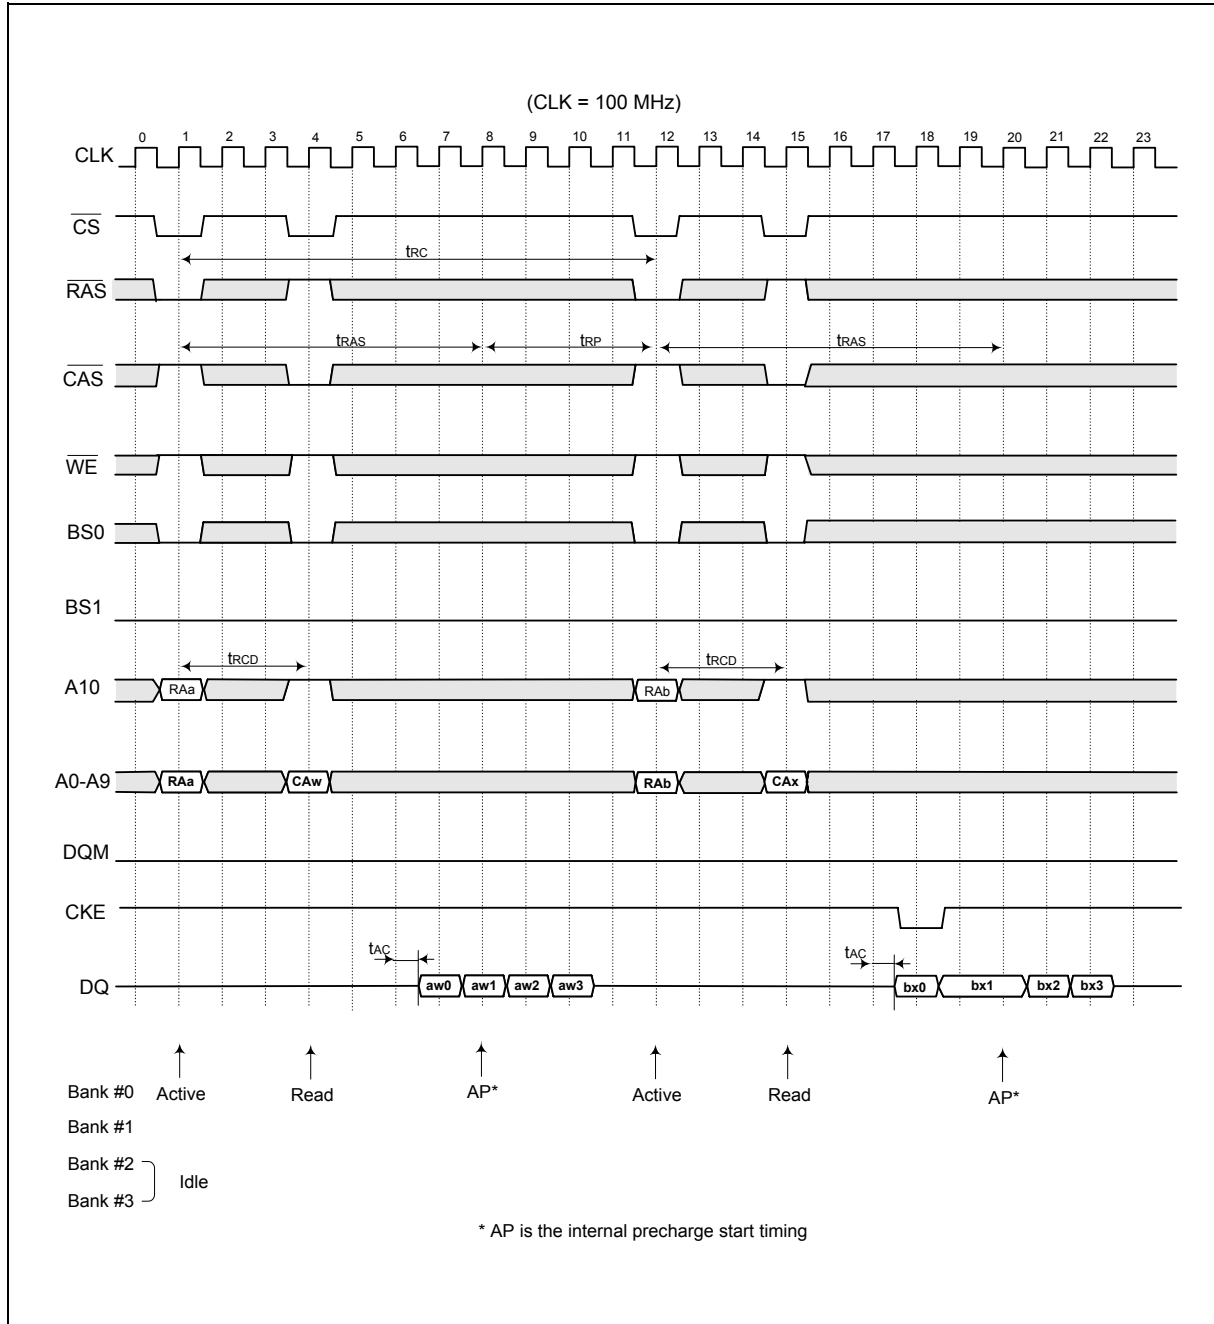 (CLK = 100 MHz)
0 1 2 3 4 5 6 7 8 9 10 11 12 13 14 15 16 17 18 19 20 21 22 23
CLK
CS
tRC
RAS
tRAS tRP tRAS
CAS
WE
BS0
BS1
tRCD tRCD
A10 RAa RAb
A0-A9 RAa CAw RAb CAx
DQM
CKE
tAC tAC
DQ aw0 aw1 aw2 aw3 bx0 bx1 bx2 bx3
Bank #0 Active Read AP* Active Read AP*
Bank #1
Bank #2
Idle
Bank #3
* AP is the internal precharge start timing